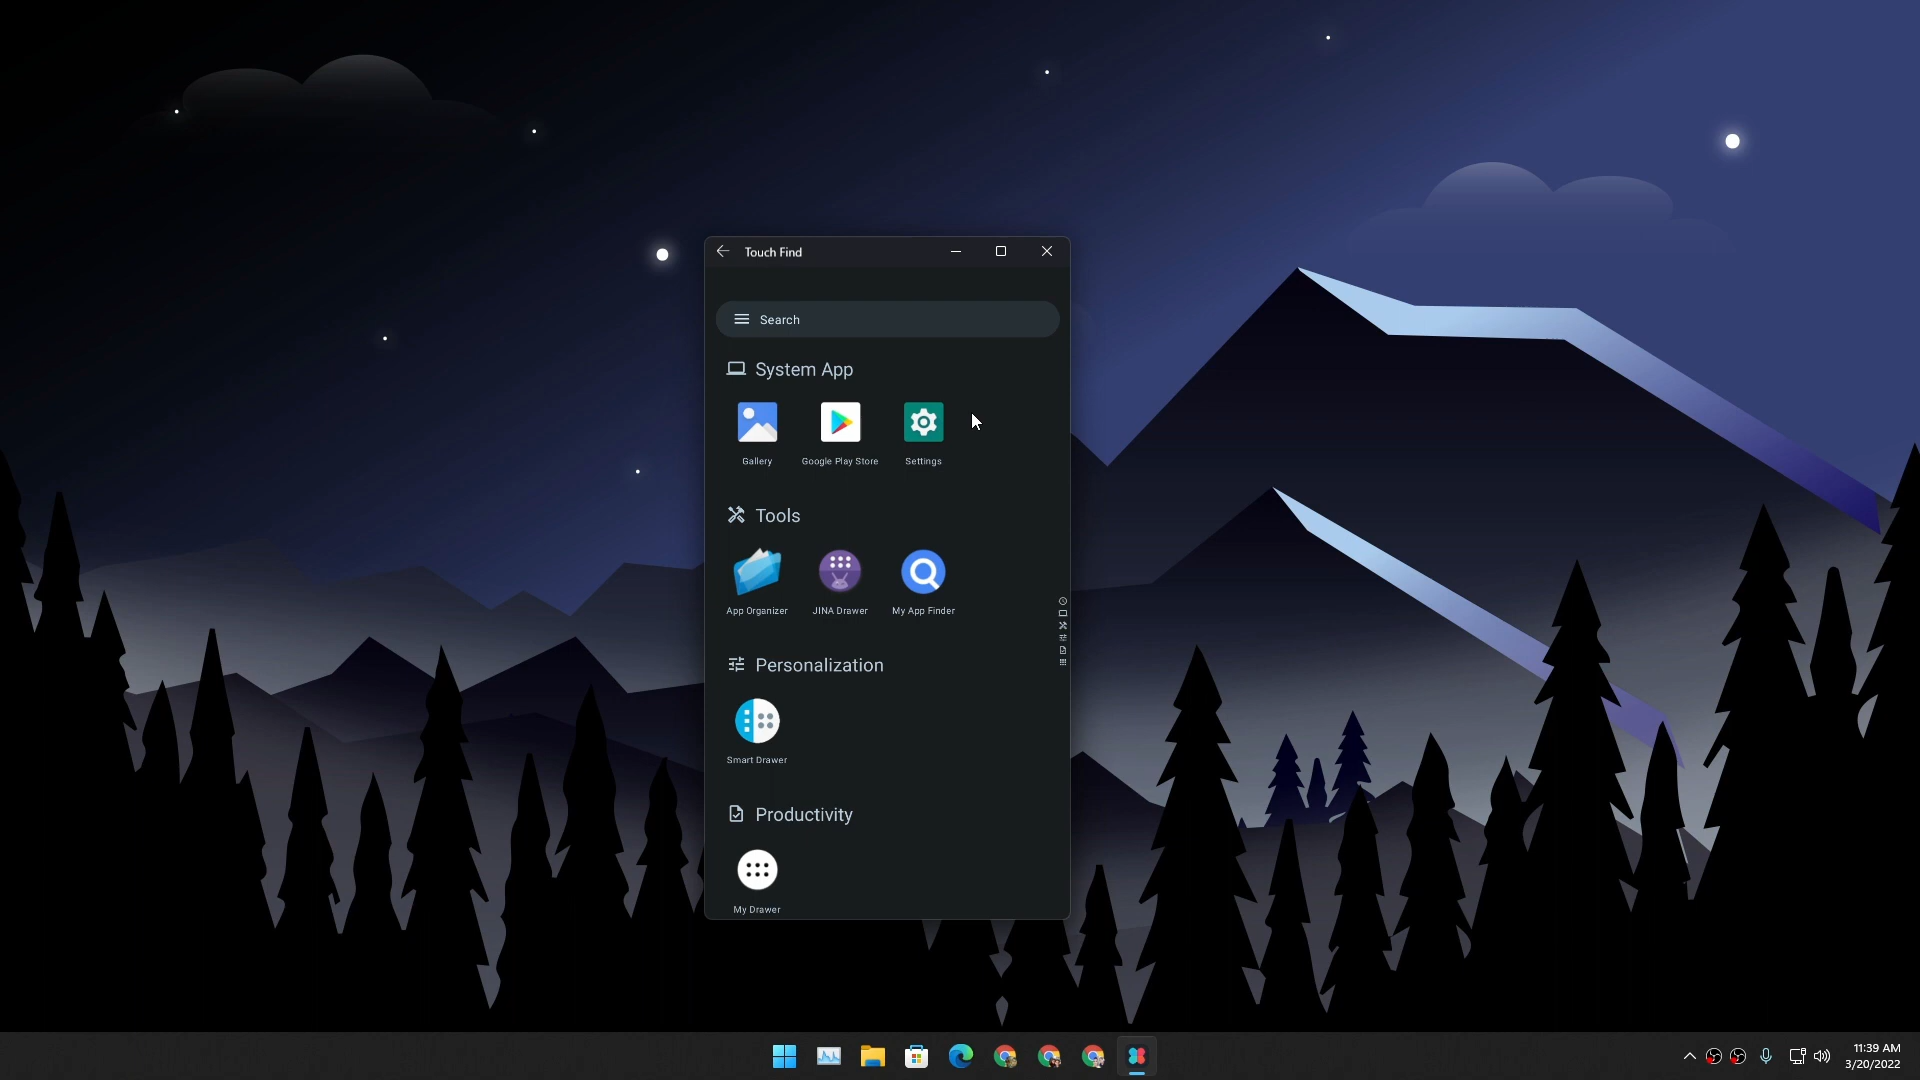 Touch Find
Search
System App
Gallery
Google Play Store
Settings
Tools
App Organizer
JINA Drawer
My App Finder
Personalization
Smart Drawer
Productivity
My Drawer
11:39 AM
3/20/2022